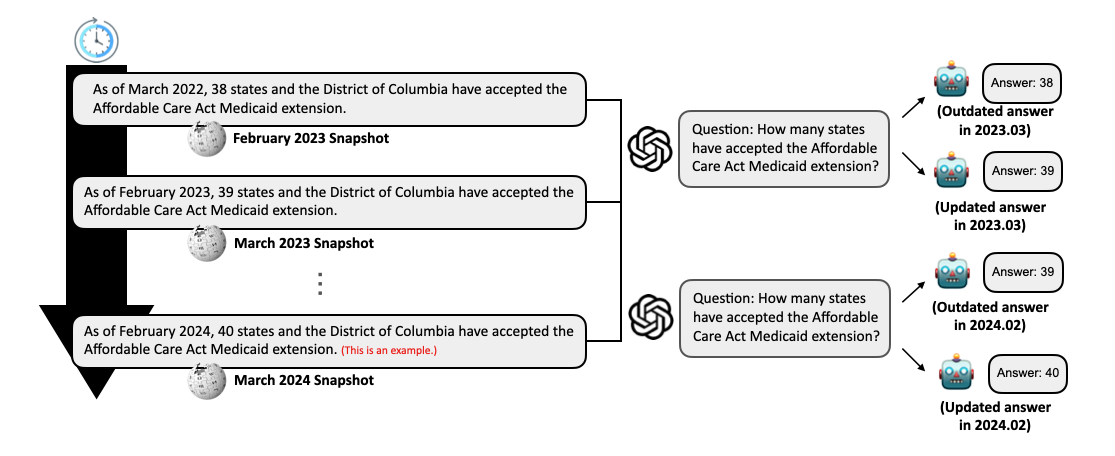 As of March 2022, 38 states and the District of Columbia have accepted the
Affordable Care Act Medicaid extension.
February 2023 Snapshot
As of February 2023, 39 states and the District of Columbia have accepted the
Affordable Care Act Medicaid extension.
March 2023 Snapshot
As of February 2024, 40 states and the District of Columbia have accepted the
Affordable Care Act Medicaid extension. (This is an example.)
March 2024 Snapshot
Question: How many states
have accepted the Affordable
Care Act Medicaid extension?
Answer: 38
(Outdated answer
in 2023.03)
Answer: 39
(Updated answer
in 2023.03)
Question: How many states
have accepted the Affordable
Care Act Medicaid extension?
Answer: 39
(Outdated answer
in 2024.02)
Answer: 40
(Updated answer
in 2024.02)